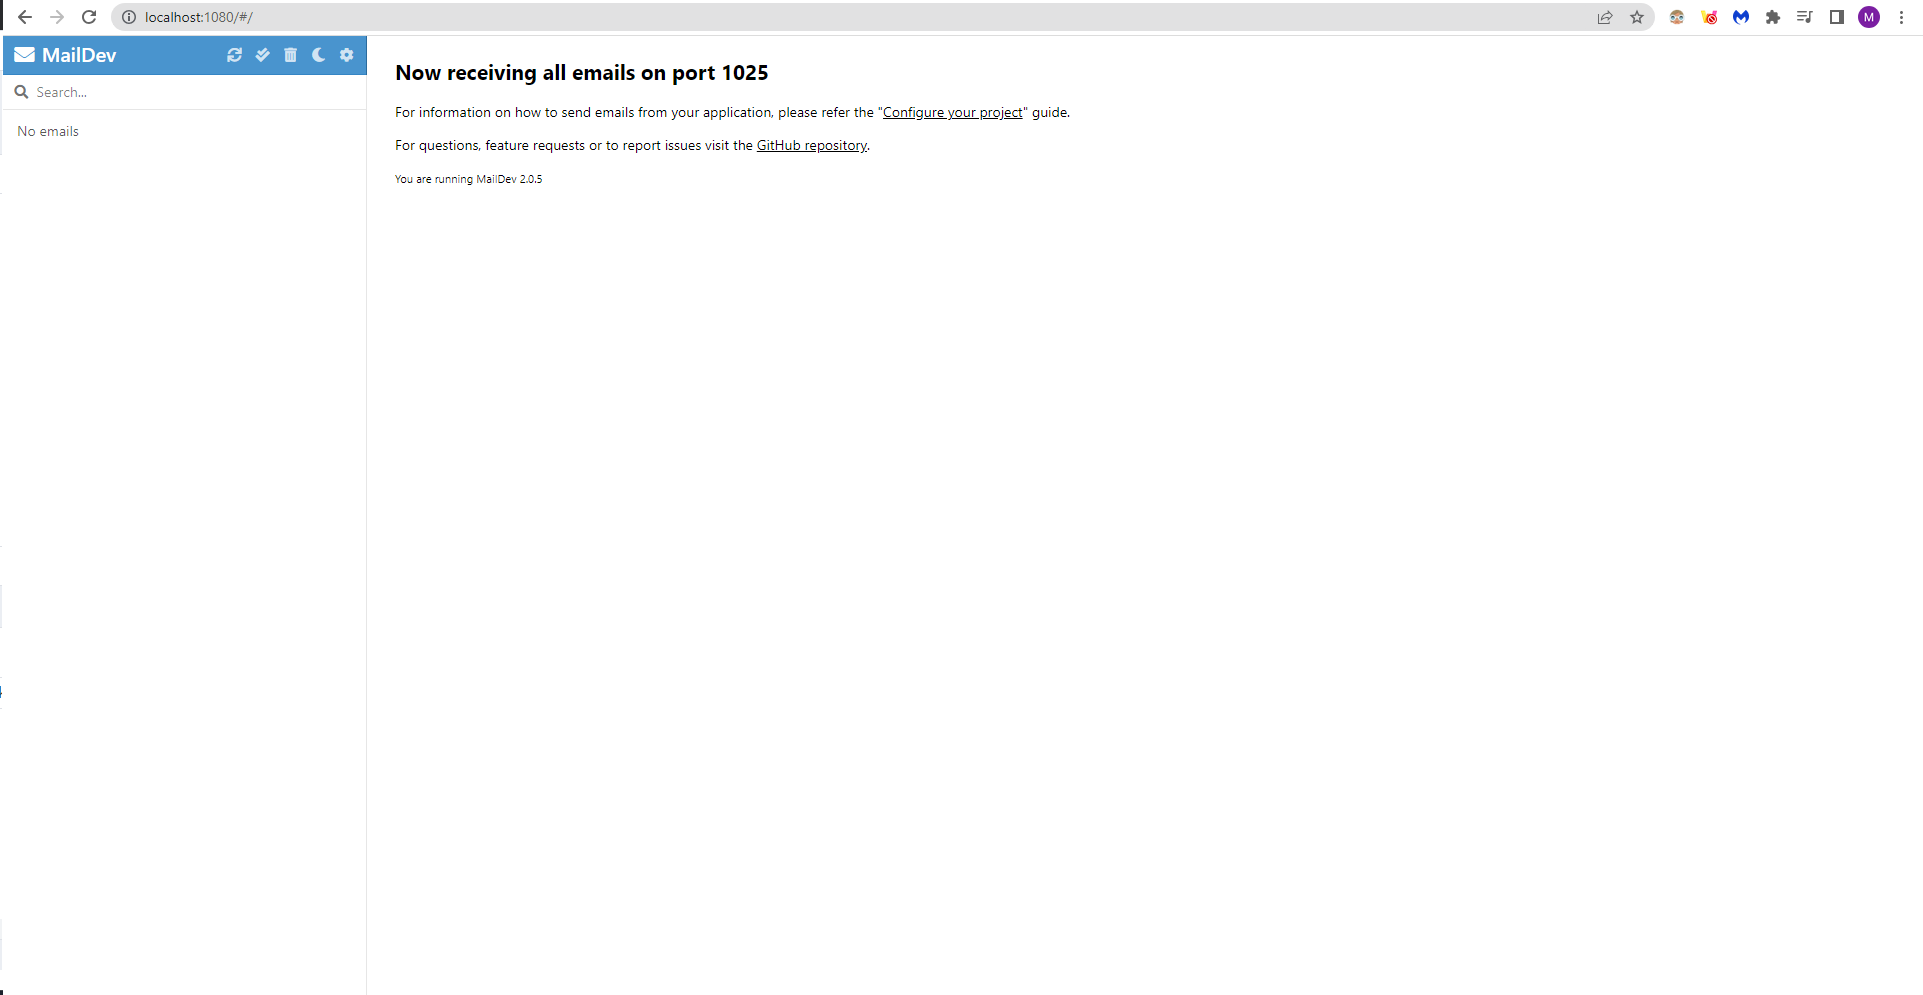 localhost:1080/#/
M
MailDev
Search...
No emails
Now receiving all emails on port 1025
For information on how to send emails from your application, please refer the "Configure your project" guide.
For questions, feature requests or to report issues visit the GitHub repository.
You are running MailDev 2.0.5